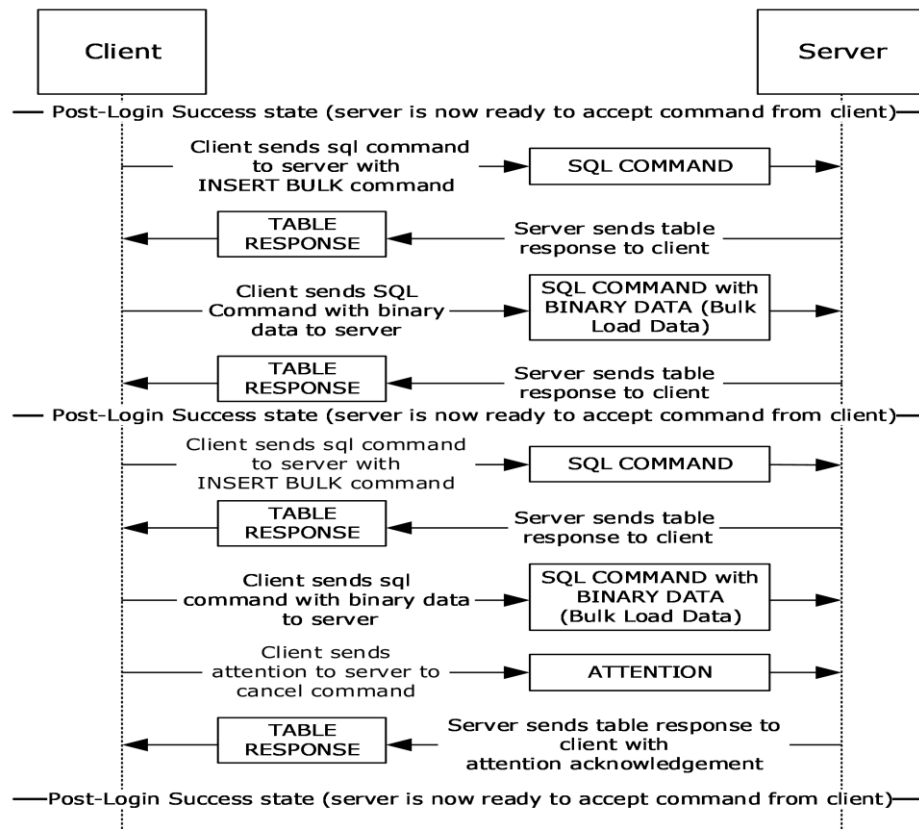 Client
Server
Post-Login Success state (server is now ready to accept command from client)
Client sends sql command
to server with
INSERT BULK command
SQL COMMAND
TABLE
RESPONSE
Server sends table
response to client
Client sends SQL
Command with binary
data to server
SQL COMMAND with
BINARY DATA (Bulk
Load Data)
TABLE
RESPONSE
Server sends table
response to client
Post-Login Success state (server is now ready to accept command from client)
Client sends sql command
to server with
INSERT BULK command
SQL COMMAND
TABLE
RESPONSE
Server sends table
response to client
Client sends sql
command with binary data
to server
SQL COMMAND with
BINARY DATA
(Bulk Load Data)
Client sends
attention to server to
cancel command
ATTENTION
TABLE
RESPONSE
Server sends table response to
client with
attention acknowledgement
Post-Login Success state (server is now ready to accept command from client)